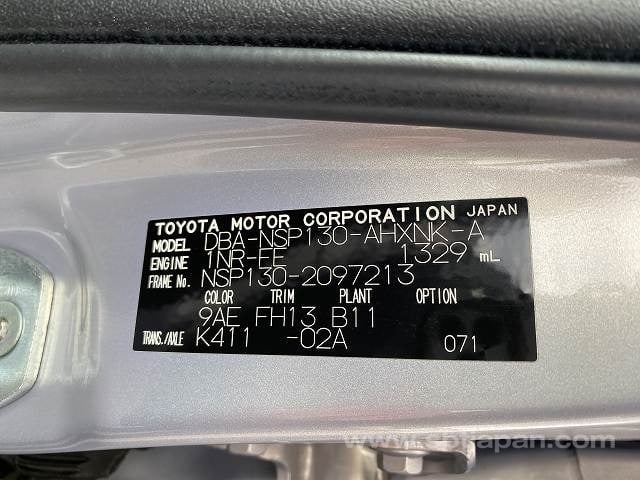 TOYOTA MOTOR CORPORATION JAPAN
MODEL DBA-NSP130-AHXNK-A
ENGINE 1NR-FE 1329 mL
FRAME No. NSP130-2097213
COLOR TRIM PLANT OPTION
9AE FH13 B11
TRANS./AXLE K411 -02A 071